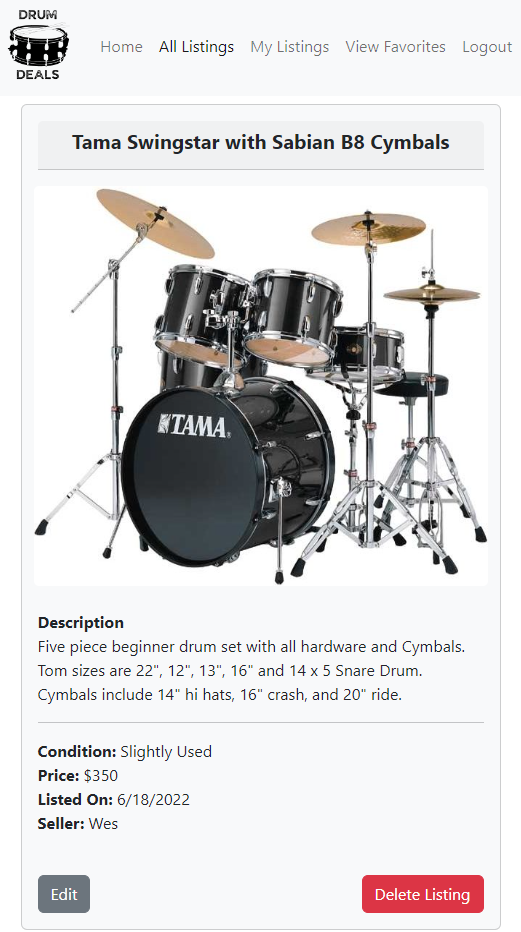 DRUM
DEALS
Home All Listings My Listings View Favorites Logout
Tama Swingstar with Sabian B8 Cymbals
TAMA®
Description
Five piece beginner drum set with all hardware and Cymbals.
Tom sizes are 22", 12", 13", 16" and 14 x 5 Snare Drum.
Cymbals include 14" hi hats, 16" crash, and 20" ride.
Condition: Slightly Used
Price: $350
Listed On: 6/18/2022
Seller: Wes
Edit Delete Listing